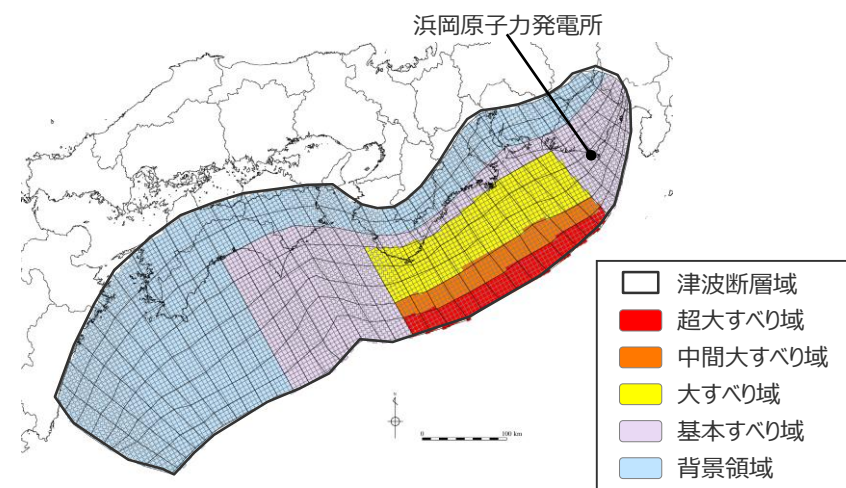 浜岡原子力発電所
津波断層域
超大すべり域
中間大すべり域
大すべり域
基本すべり域
背景領域
0 100 km